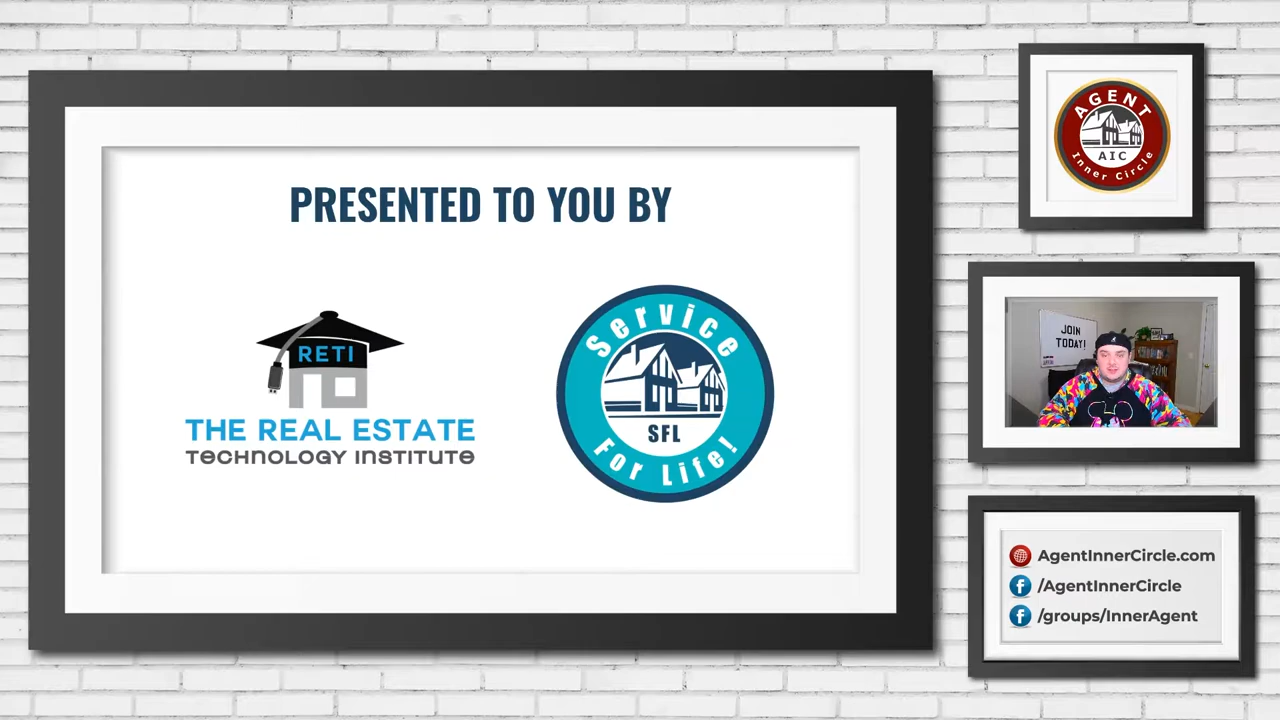 PRESENTED TO YOU BY
RETI
THE REAL ESTATE
TECHNOLOGY INSTITUTE
Service
SFL
For Life!
AGENT
AIC
Inner Circle
JOIN
TODAY!
AgentInnerCircle.com
/AgentInnerCircle
/groups/InnerAgent